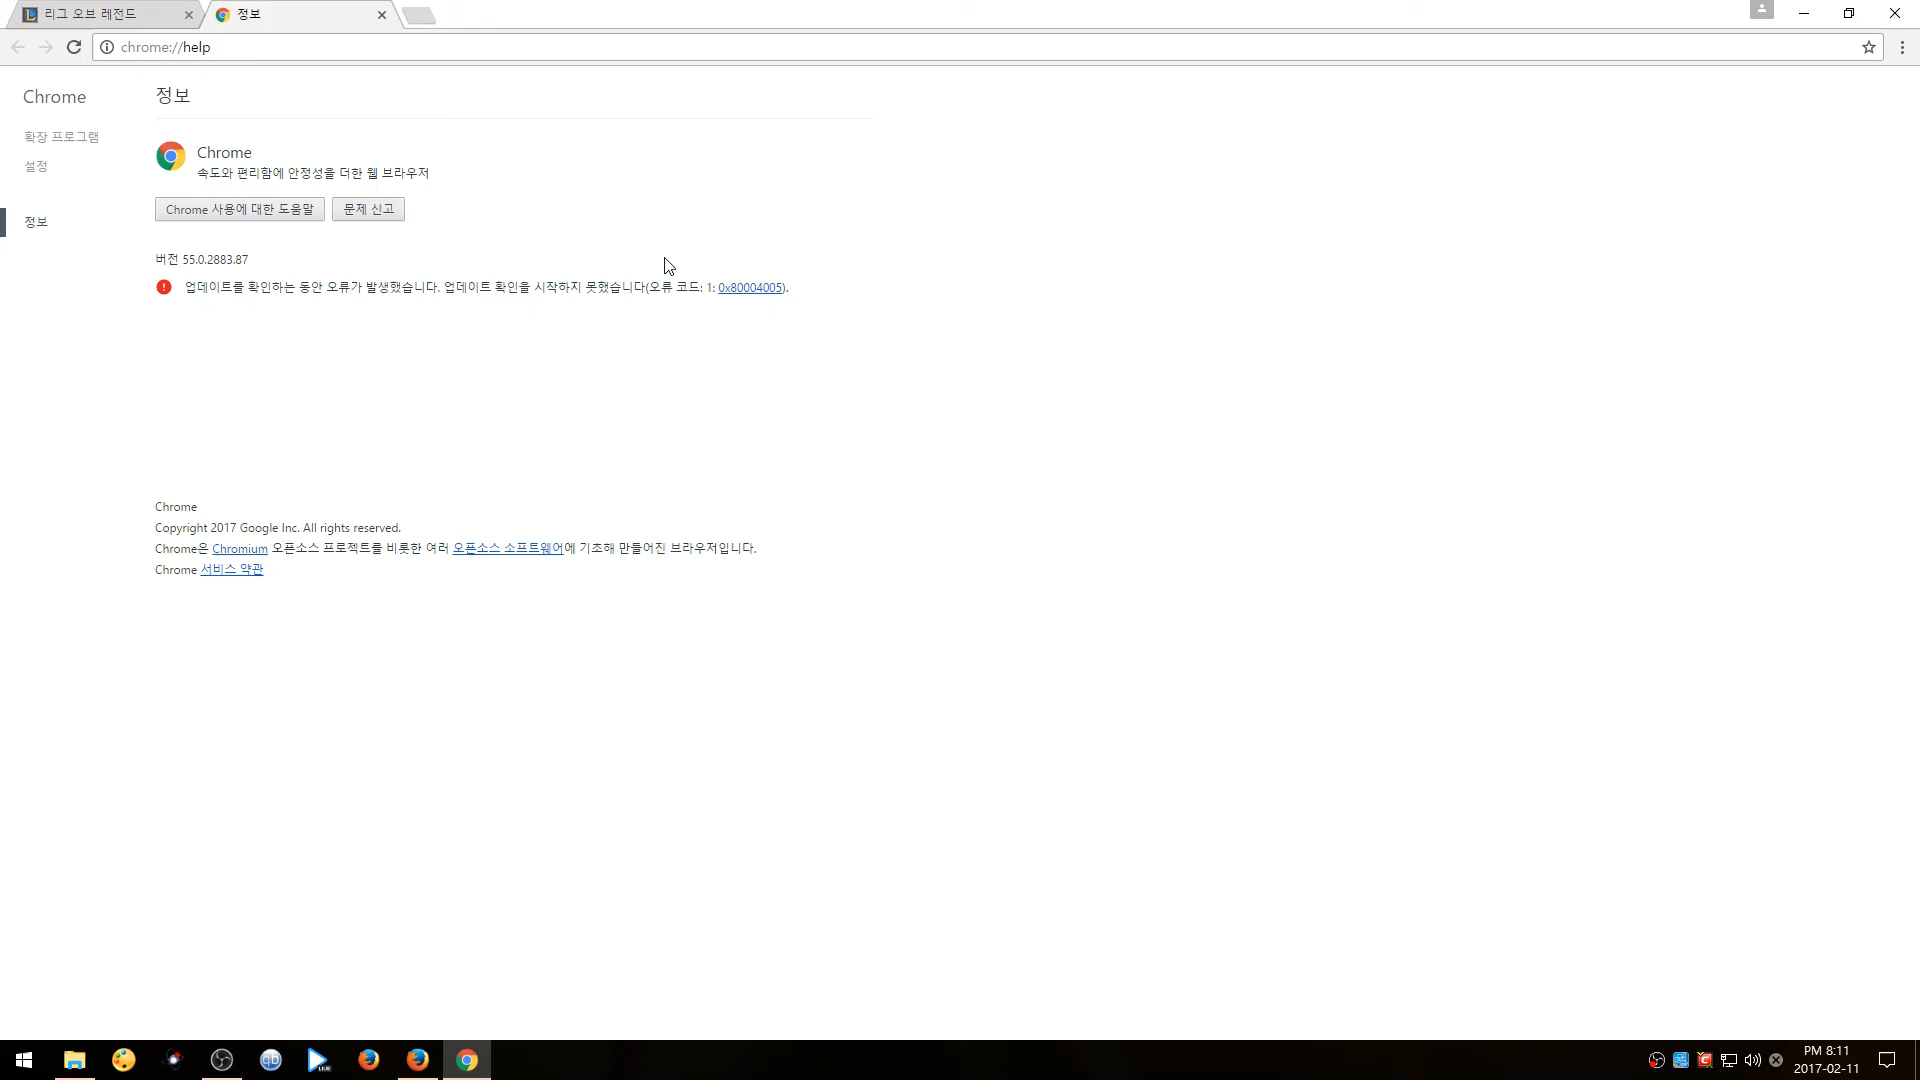 리그 오브 레전드
정보
chrome://help
Chrome
정보
확장 프로그램
설정
정보
Chrome
속도와 편리함에 안정성을 더한 웹 브라우저
Chrome 사용에 대한 도움말
문제 신고
버전 55.0.2883.87
업데이트를 확인하는 동안 오류가 발생했습니다. 업데이트 확인을 시작하지 못했습니다(오류 코드: 1: 0x80004005).
Chrome
Copyright 2017 Google Inc. All rights reserved.
Chrome은 Chromium 오픈소스 프로젝트를 비롯한 여러 오픈소스 소프트웨어에 기초해 만들어진 브라우저입니다.
Chrome 서비스 약관
qb
LIVE
PM 8:11
2017-02-11